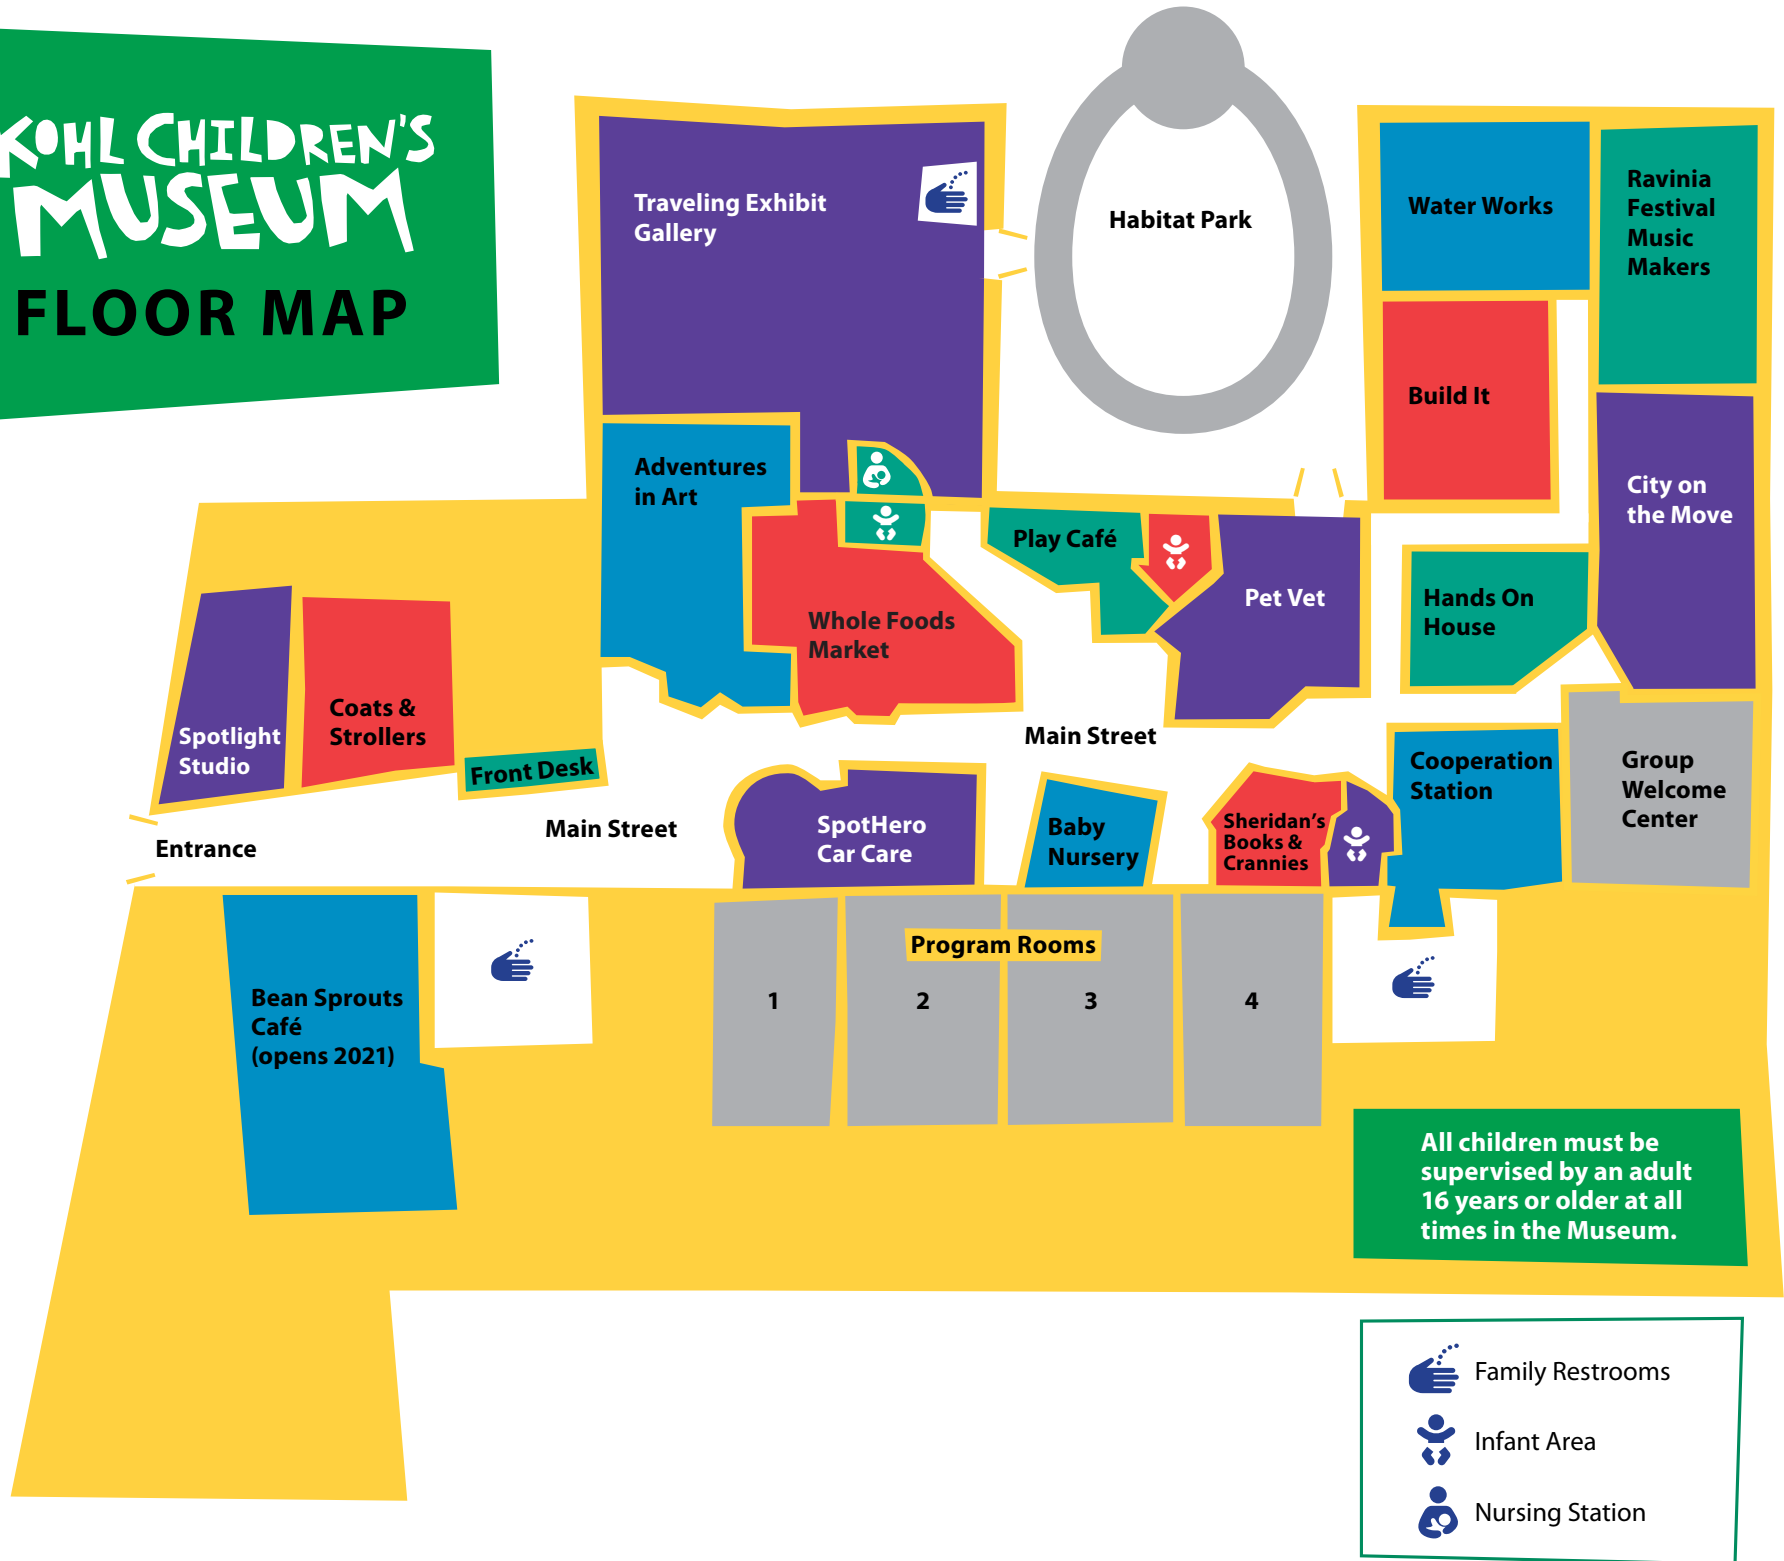 KOHL CHILDREN'S
MUSEUM
FLOOR MAP
Traveling Exhibit
Gallery
Habitat Park
Water Works
Ravinia
Festival
Music
Makers
Build It
Adventures
in Art
City on
the Move
Play Café
Pet Vet
Hands On
House
Whole Foods
Market
Spotlight
Studio
Coats &
Strollers
Front Desk
Main Street
Cooperation
Station
Group
Welcome
Center
Entrance
Main Street
SpotHero
Car Care
Baby
Nursery
Sheridan's
Books &
Crannies
Program Rooms
Bean Sprouts
Café
(opens 2021)
1
2
3
4
All children must be
supervised by an adult
16 years or older at all
times in the Museum.
Family Restrooms
Infant Area
Nursing Station